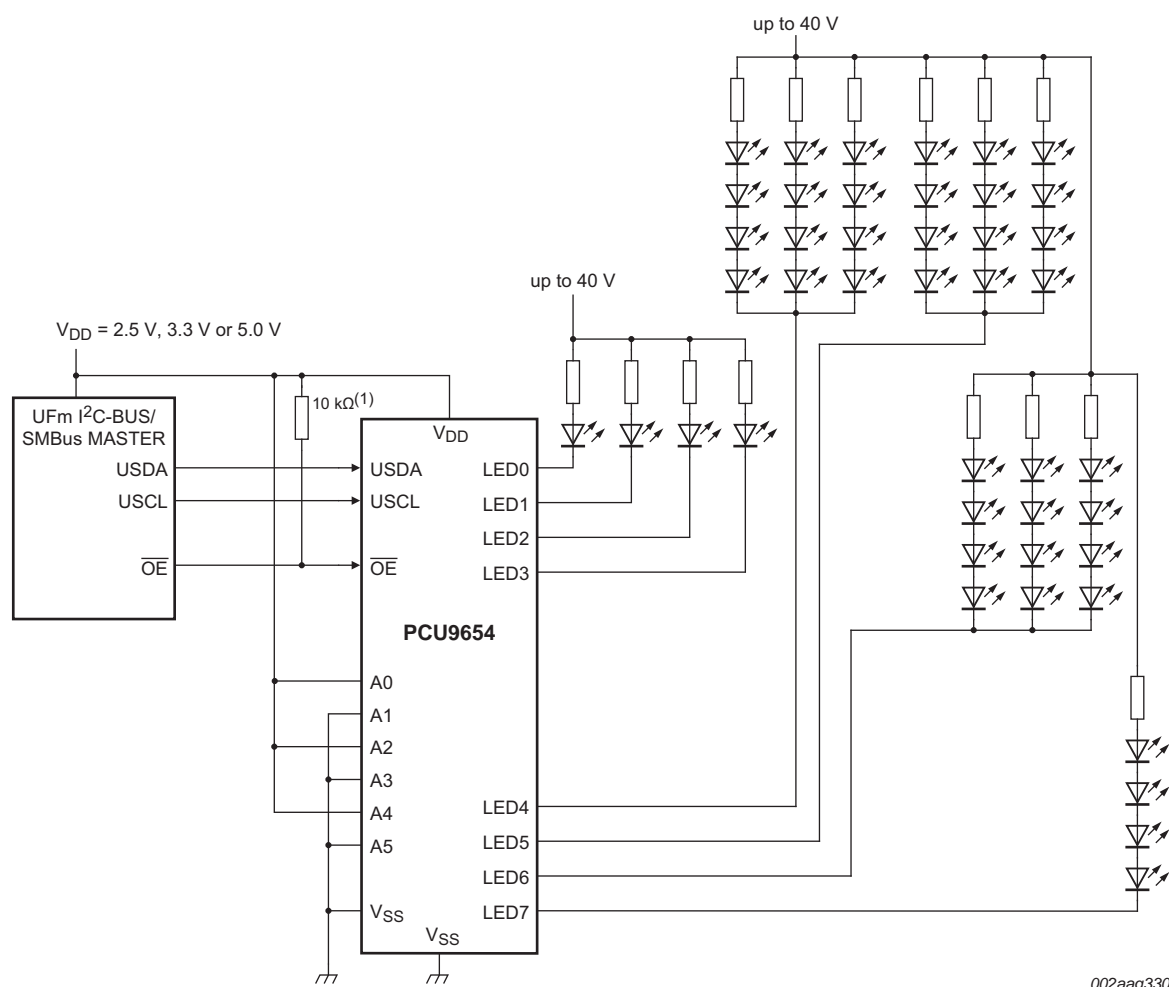 up to 40 V
up to 40 V
V_DD = 2.5 V, 3.3 V or 5.0 V
UFm I²C-BUS/
SMBus MASTER
USDA
USCL
OE
10 kΩ(1)
V_DD
USDA
USCL
OE
LED0
LED1
LED2
LED3
PCU9654
A0
A1
A2
A3
A4
A5
V_SS
V_SS
LED4
LED5
LED6
LED7
002aag330